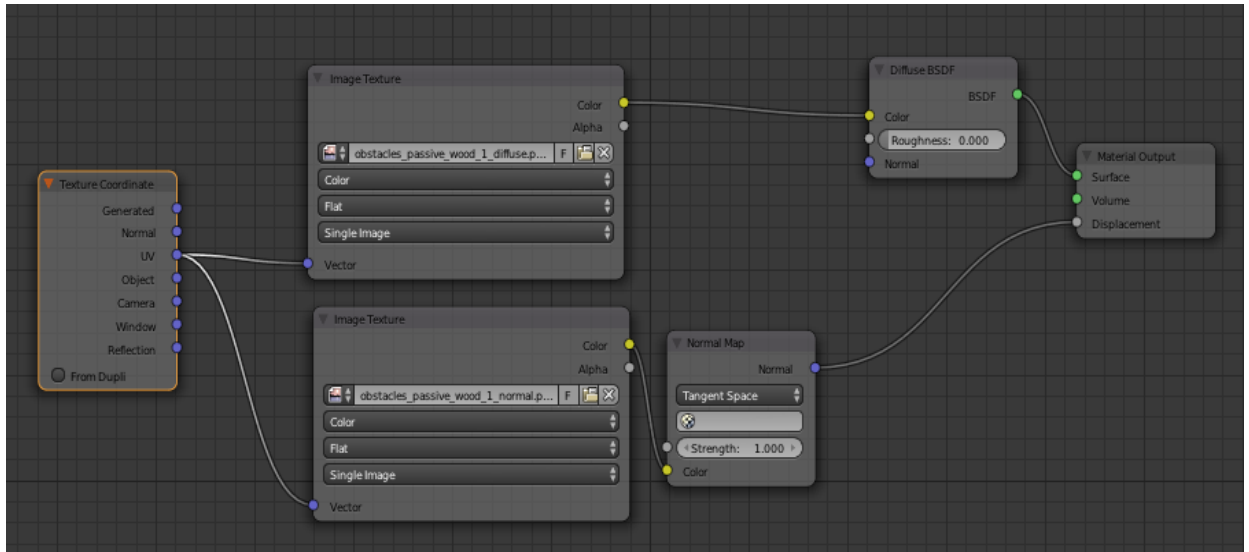 Texture Coordinate
Generated
Normal
UV
Object
Camera
Window
Reflection
From Dupli
Image Texture
Color
Alpha
obstacles_passive_wood_1_diffuse.p... F
Color
Flat
Single Image
Vector
Image Texture
Color
Alpha
obstacles_passive_wood_1_normal.p... F
Color
Flat
Single Image
Vector
Normal Map
Normal
Tangent Space
Strength: 1.000
Color
Diffuse BSDF
BSDF
Color
Roughness: 0.000
Normal
Material Output
Surface
Volume
Displacement